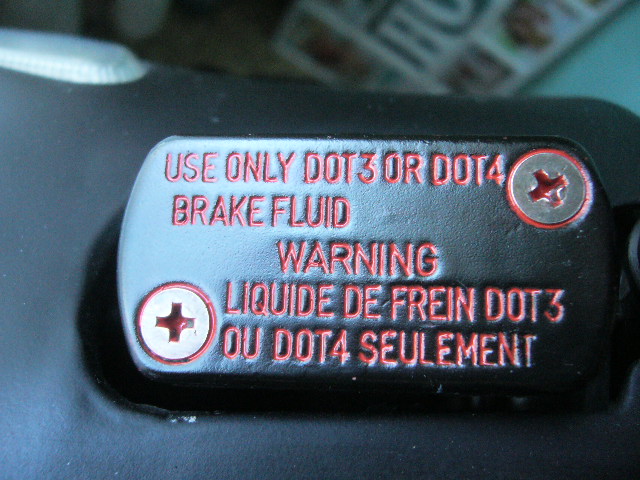 USE ONLY DOT3 OR DOT4
BRAKE FLUID
WARNING
LIQUIDE DE FREIN DOT3
OU DOT4 SEULEMENT